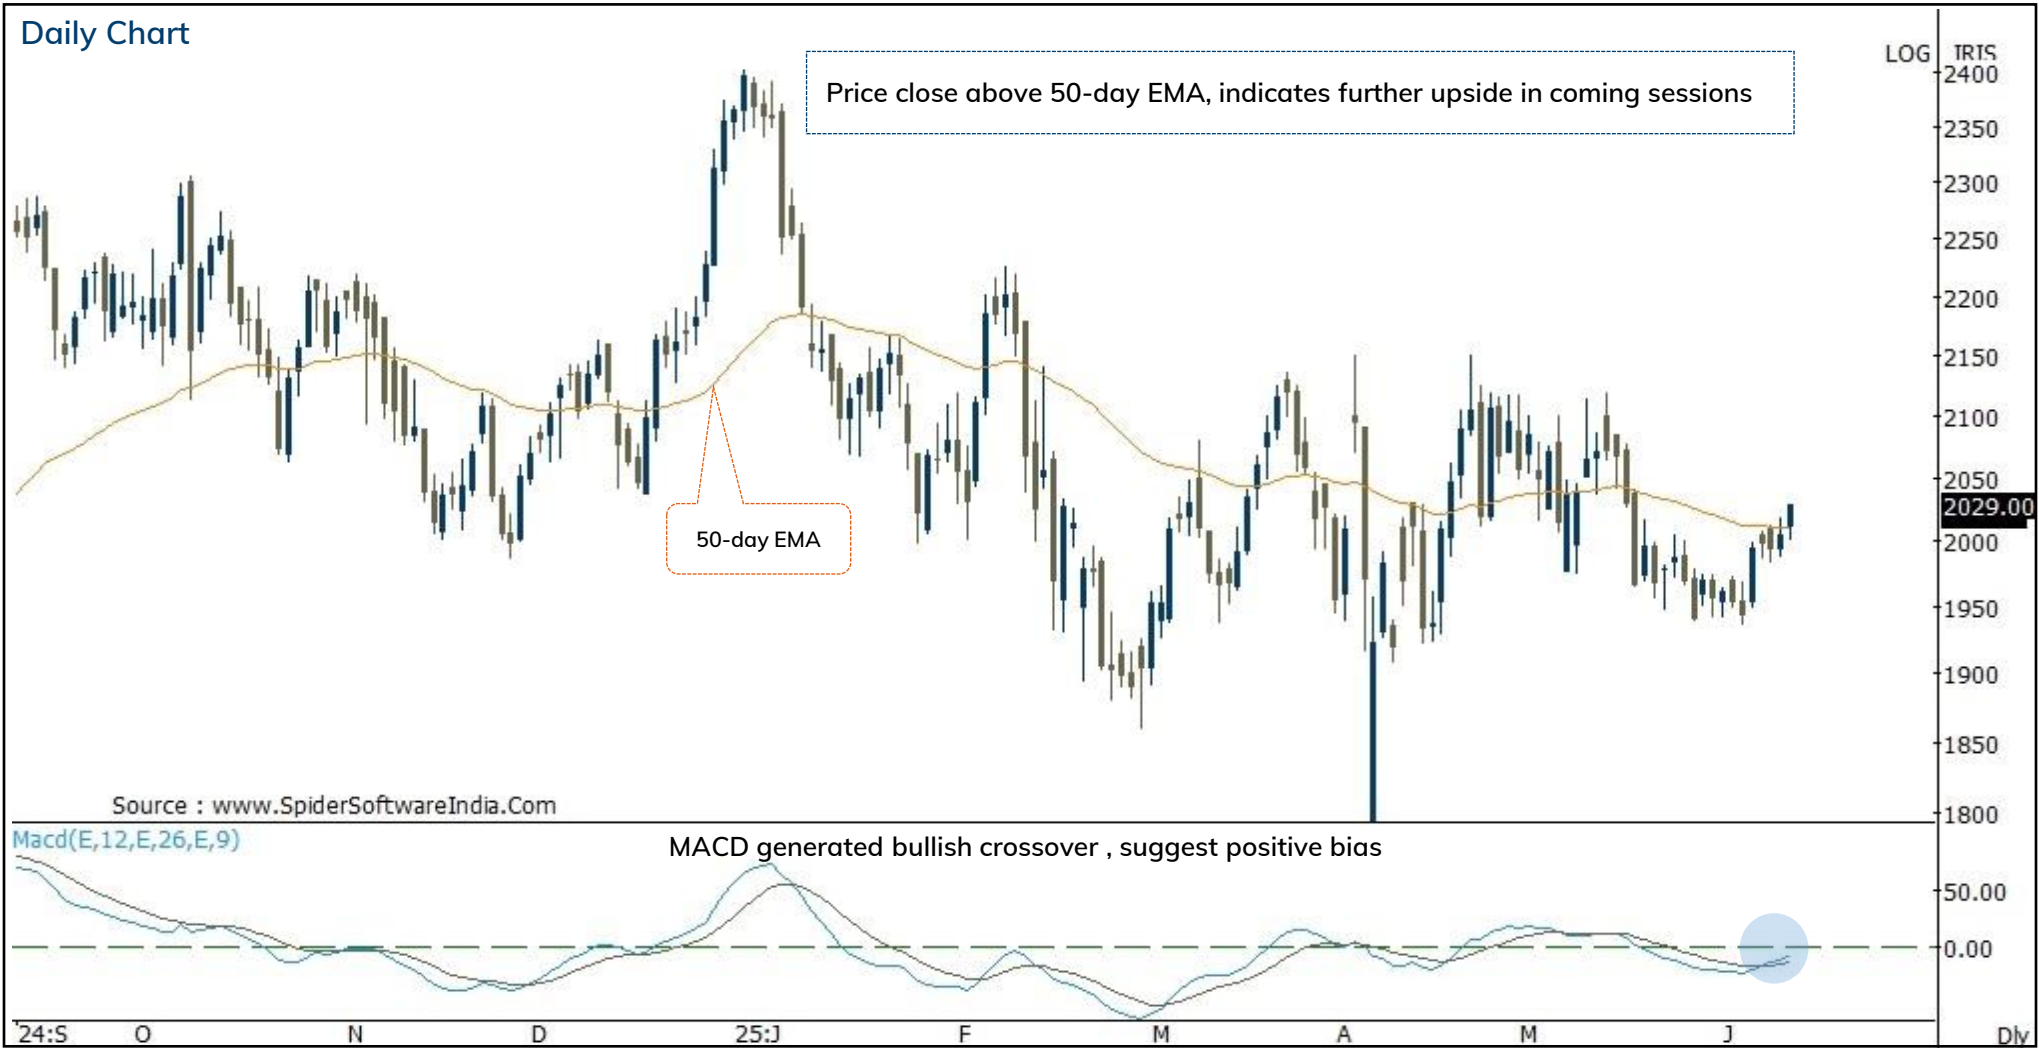 Daily Chart
LOG
IRIS
Price close above 50-day EMA, indicates further upside in coming sessions
2400
2350
2300
2250
2200
2150
2100
2050
2029.00
2000
1950
1900
1850
1800
50-day EMA
Source : www.SpiderSoftwareIndia.Com
Macd(E,12,E,26,E,9)
MACD generated bullish crossover , suggest positive bias
50.00
0.00
24:S O N D 25:J F M A M J Dly